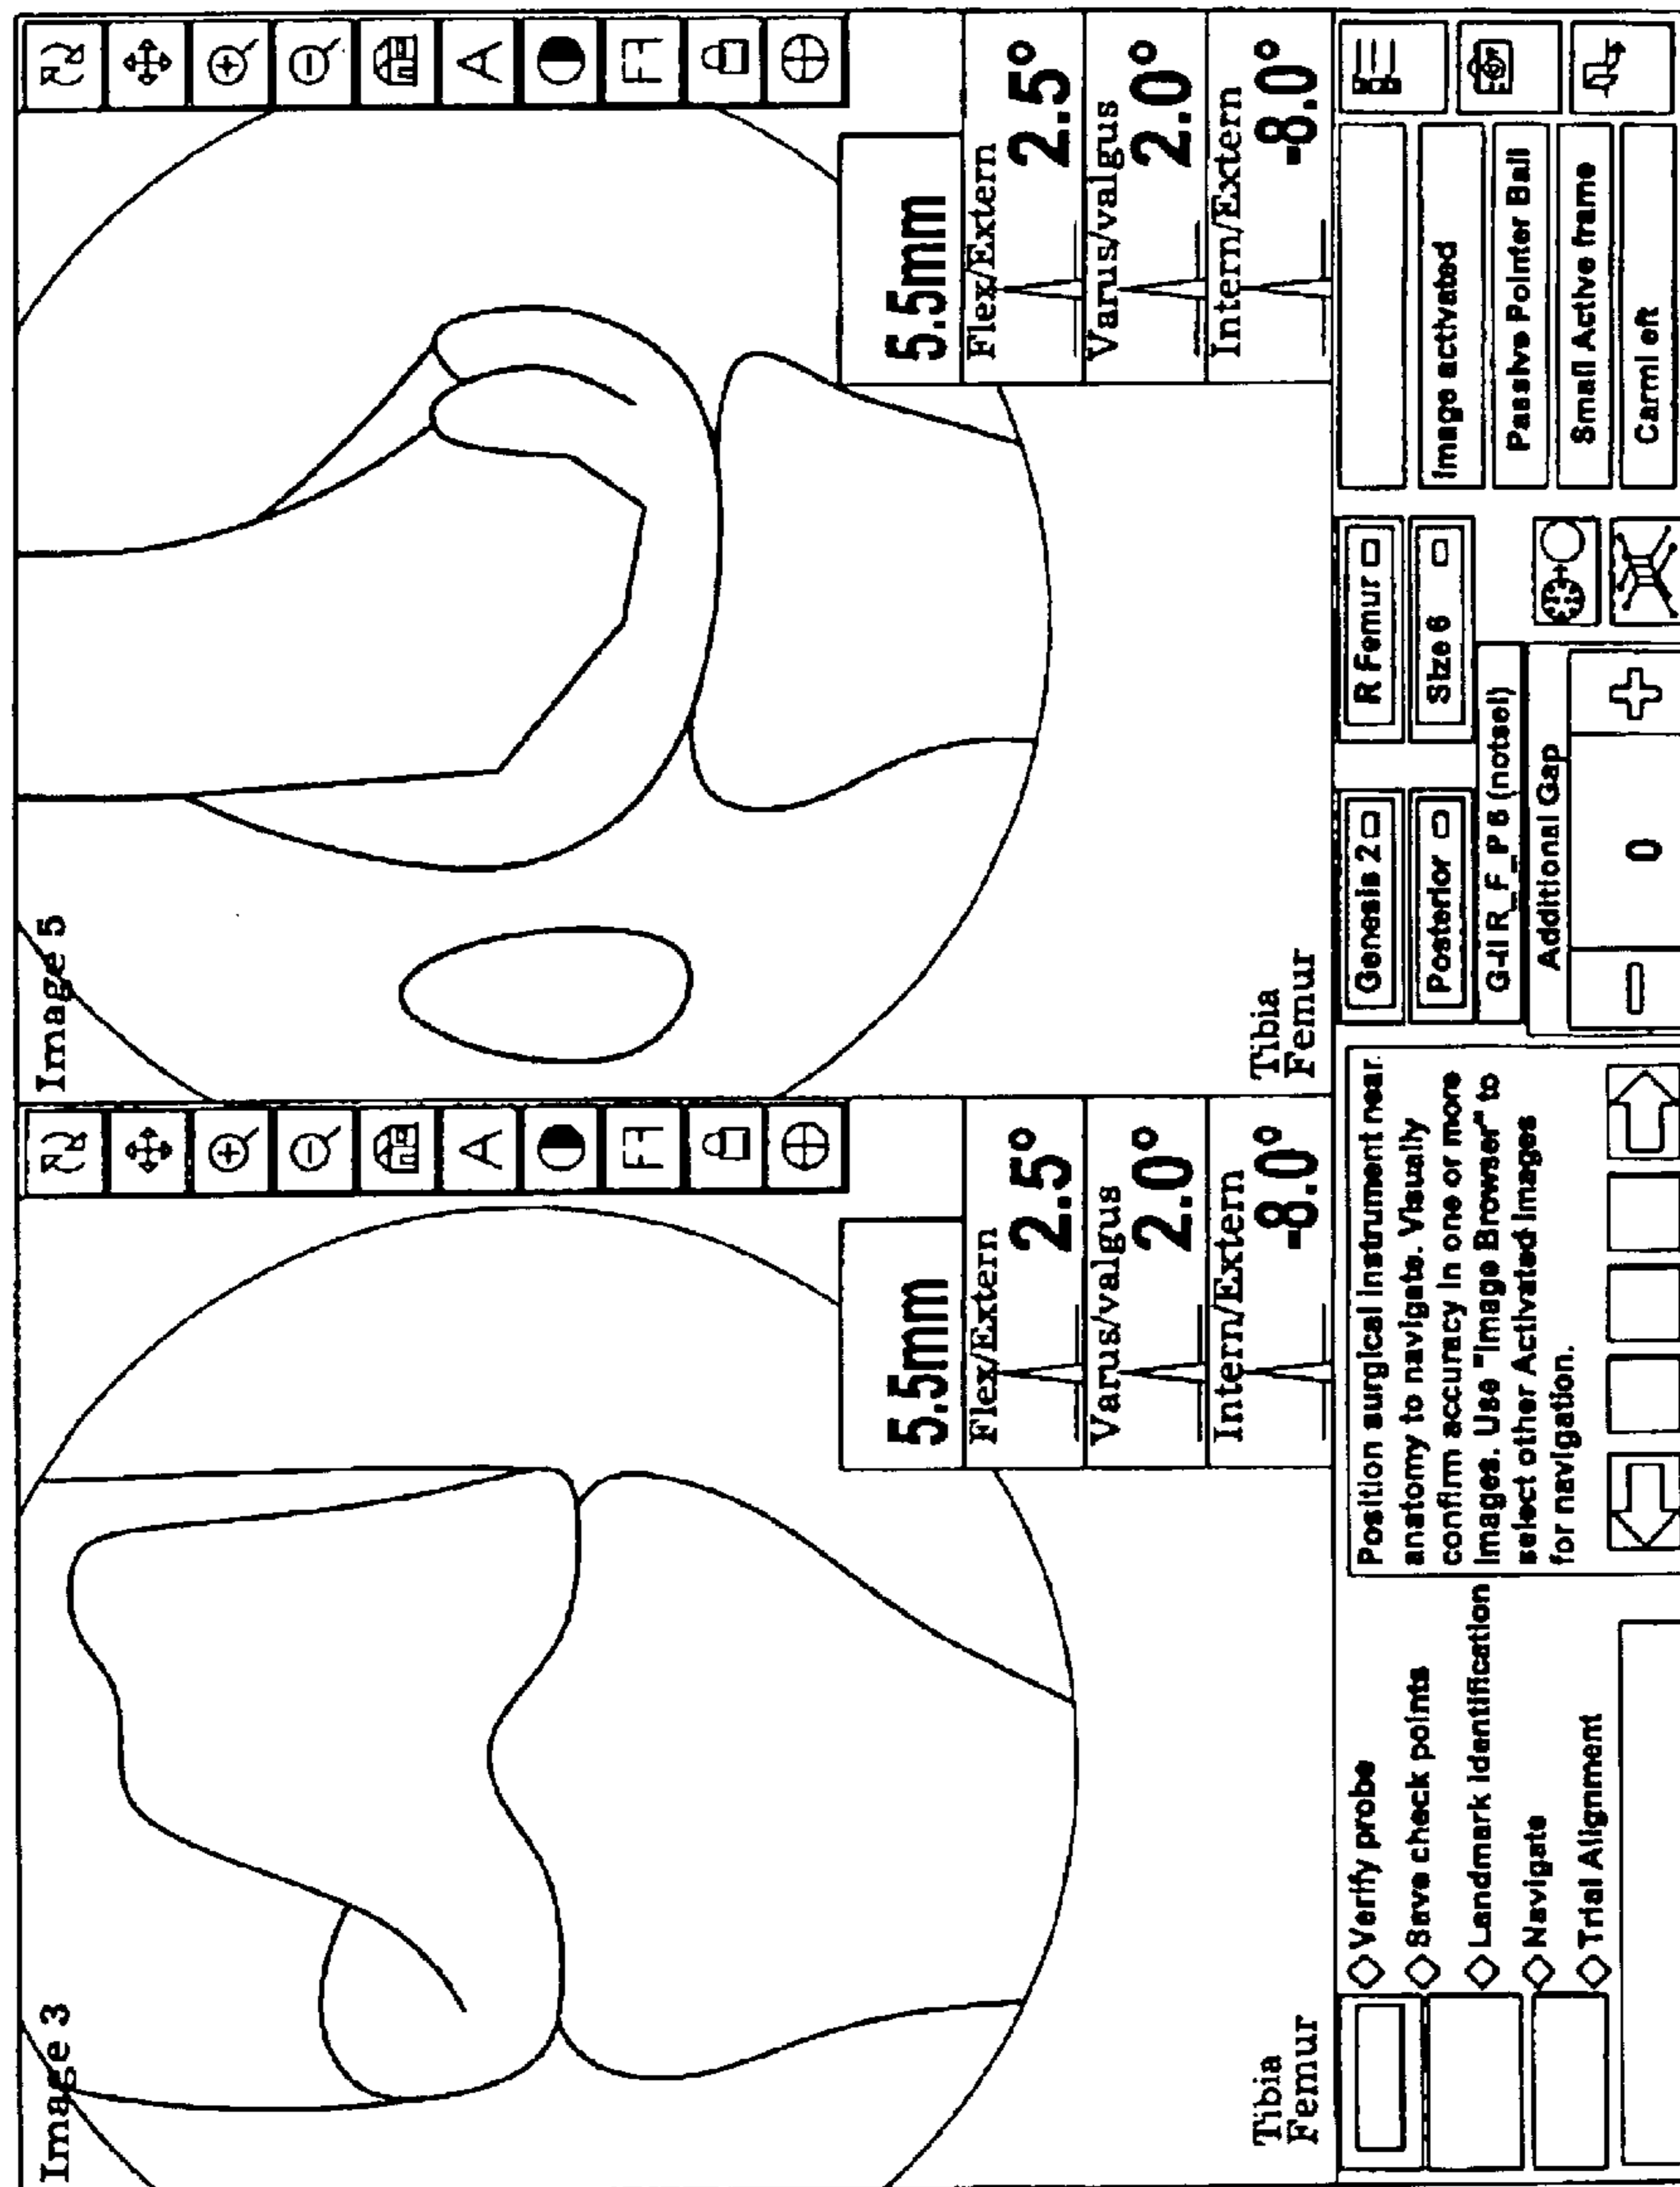 Image 3
5.5mm
Flex/Extern
2.5°
Varus/valgus
2.0°
Intern/Extern
-8.0°
Tibia
Femur
Image 5
5.5mm
Flex/Extern
2.5°
Varus/valgus
2.0°
Intern/Extern
-8.0°
Tibia
Femur
Verify probe
Save check points
Landmark Identification
Navigate
Trial Alignment
Position surgical instrument near
anatomy to navigate. Visually
confirm accuracy in one or more
images. Use "Image Browser" to
select other Activated Images
for navigation.
Genesis 2
R Femur
Posterior
Size 6
G-II R_F_P 6 (notsel)
Additional Gap
0
Image activated
Passive Pointer Ball
Small Active frame
Carml eft